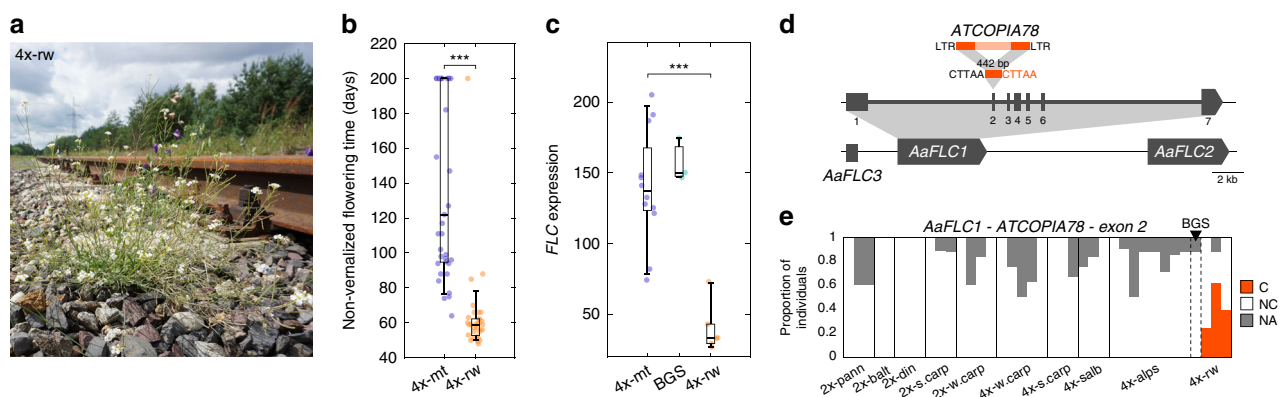 a
4x-rw
b
Non-vernalized flowering time (days)
220
200
180
160
140
120
100
80
60
40
***
4x-mt
4x-rw
c
FLC expression
200
150
100
50
***
4x-mt
BGS
4x-rw
d
ATCOPIA78
LTR LTR
442 bp
CTTAA CTTAA
1 2 3 4 5 6 7
AaFLC1 AaFLC2
AaFLC3
2 kb
e
AaFLC1 - ATCOPIA78 - exon 2
BGS
Proportion of
individuals
1
0.8
0.6
0.4
0.2
0
C
NC
NA
2x-pann
2x-balt
2x-din
2x-s.carp
2x-w.carp
4x-w.carp
4x-s.carp
4x-salb
4x-alps
4x-rw